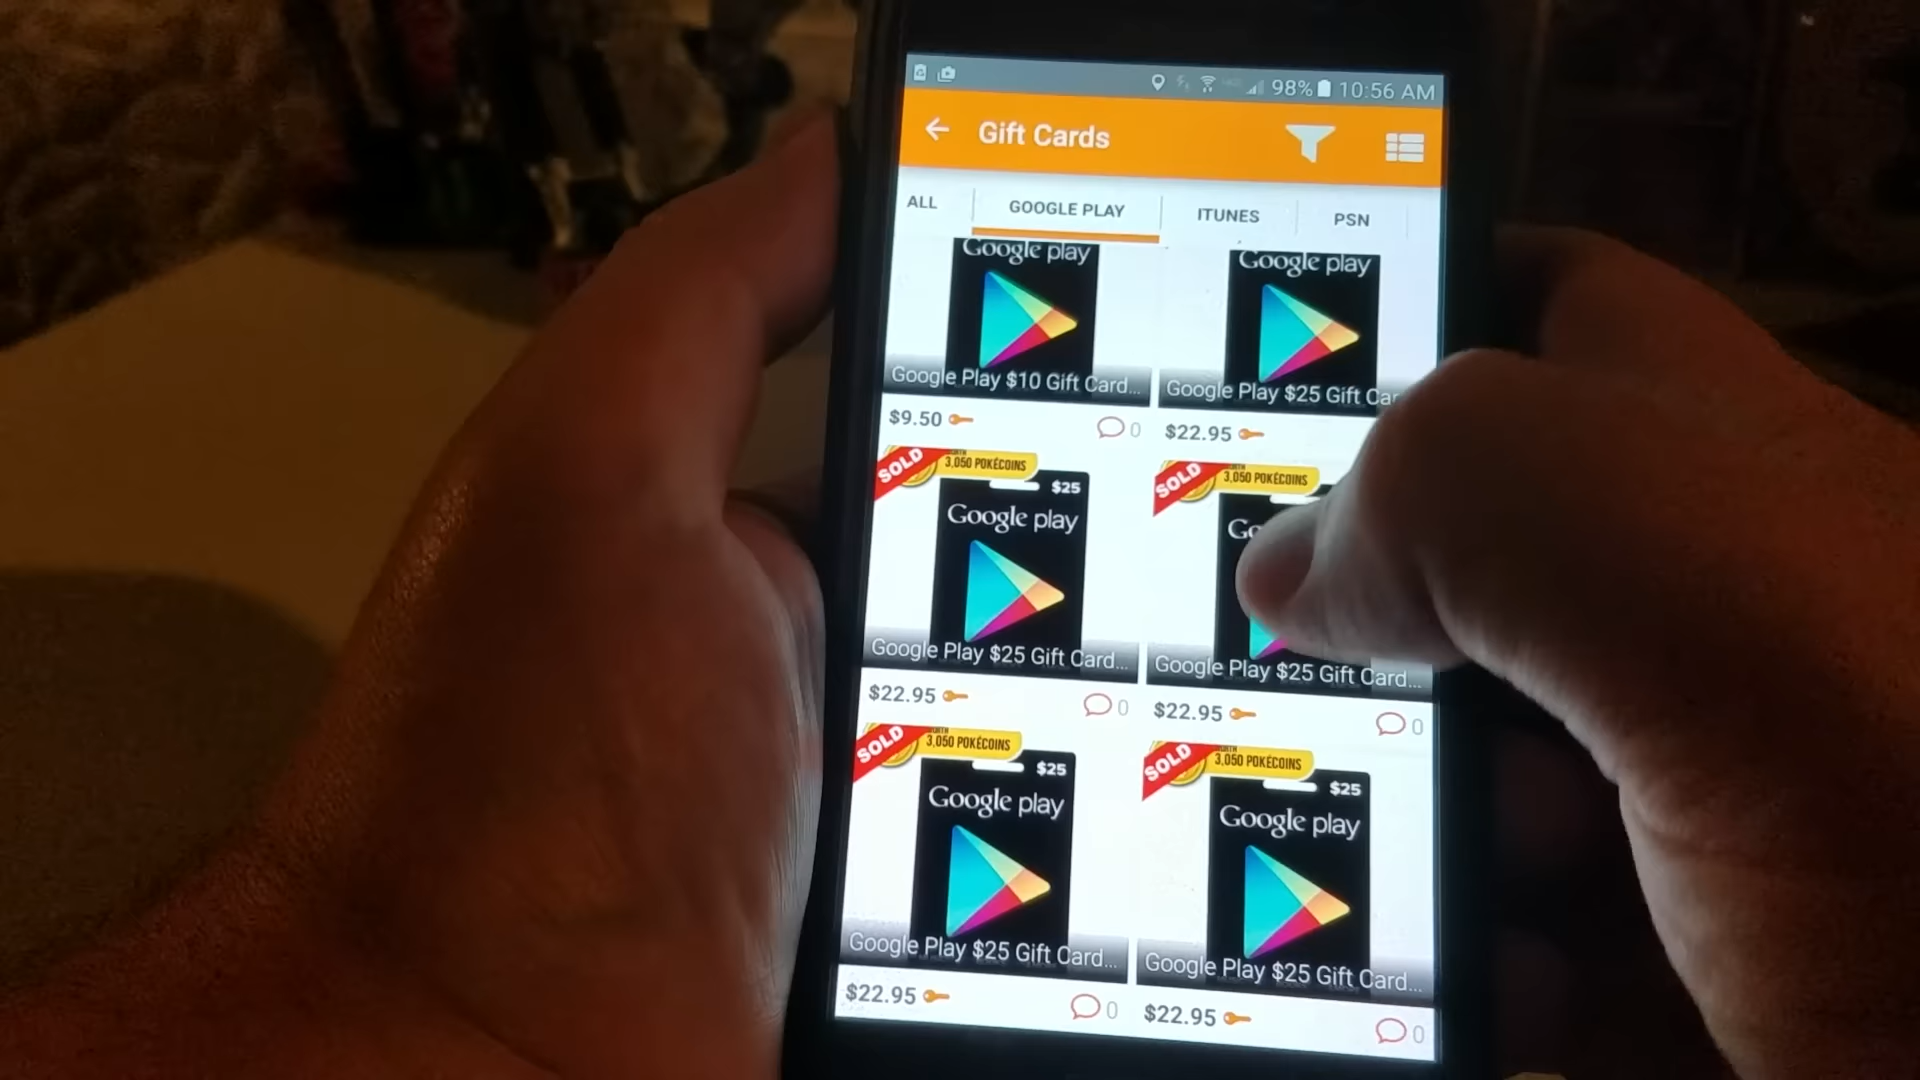 98% 10:56 AM
Gift Cards
ALL GOOGLE PLAY ITUNES PSN
Google play
Google play
Google Play $10 Gift Card...
Google Play $25 Gift Car
$9.50 0
$22.95
SOLD
3,050 POKÉCOINS
$25
Google play
SOLD
3,050 POKÉCOINS
Go
Google Play $25 Gift Card...
Google Play $25 Gift Card...
$22.95 0
$22.95 0
SOLD
3,050 POKÉCOINS
$25
Google play
SOLD
3,050 POKÉCOINS
$25
Google play
Google Play $25 Gift Card...
Google Play $25 Gift Card...
$22.95 0
$22.95 0